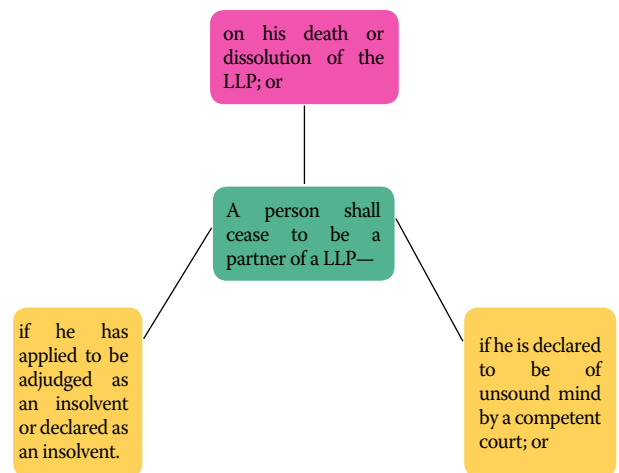 on his death or
dissolution of the
LLP; or
A person shall
cease to be a
partner of a LLP—
if he has
applied to be
adjudged as
an insolvent
or declared as
an insolvent.
if he is declared
to be of
unsound mind
by a competent
court; or